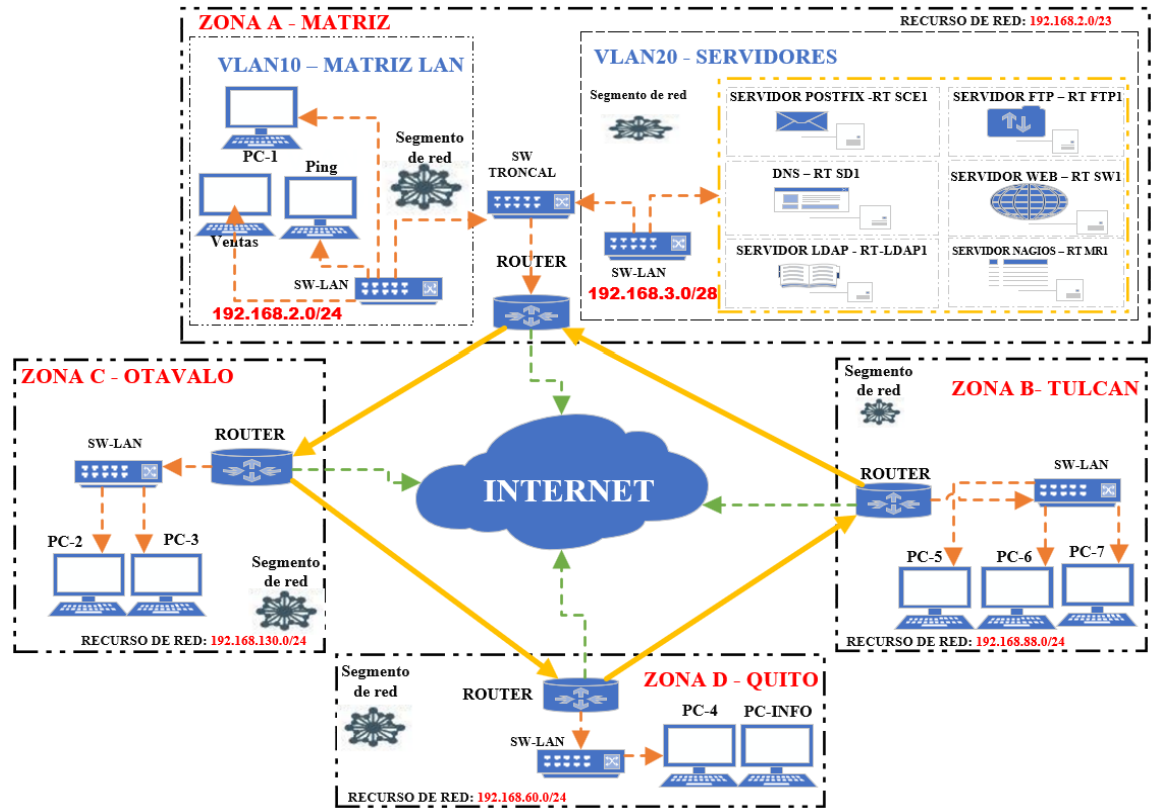 ZONA A - MATRIZ
RECURSO DE RED: 192.168.2.0/23
VLAN10 – MATRIZ LAN
PC-1
Ping
Ventas
Segmento
de red
SW-LAN
192.168.2.0/24
SW
TRONCAL
ROUTER
VLAN20 - SERVIDORES
Segmento de red
SW-LAN
192.168.3.0/28
SERVIDOR POSTFIX -RT SCE1
SERVIDOR FTP – RT FTP1
DNS – RT SD1
SERVIDOR WEB – RT SW1
SERVIDOR LDAP - RT-LDAP1
SERVIDOR NAGIOS – RT MR1
ZONA C - OTAVALO
SW-LAN
ROUTER
PC-2
PC-3
Segmento
de red
RECURSO DE RED: 192.168.130.0/24
INTERNET
Segmento
de red
ZONA B- TULCAN
ROUTER
SW-LAN
PC-5
PC-6
PC-7
RECURSO DE RED: 192.168.88.0/24
Segmento
de red
ROUTER
ZONA D - QUITO
PC-4
PC-INFO
SW-LAN
RECURSO DE RED: 192.168.60.0/24